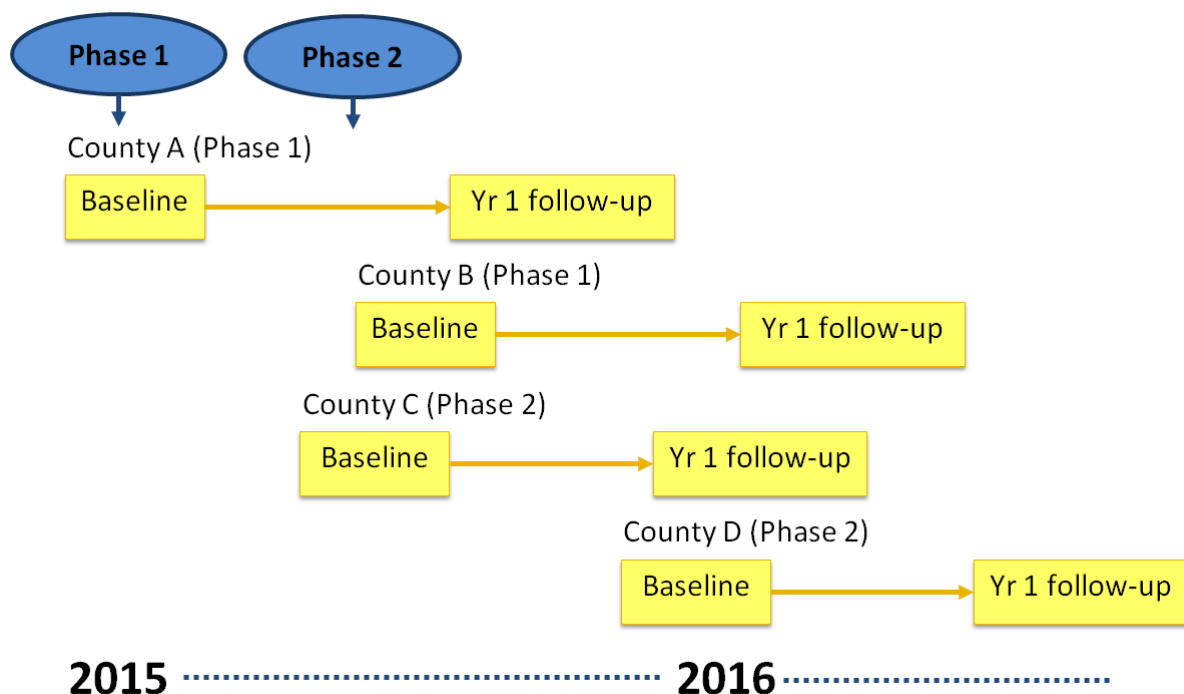 Phase 1
Phase 2
County A (Phase 1)
Baseline
Yr 1 follow-up
County B (Phase 1)
Baseline
Yr 1 follow-up
County C (Phase 2)
Baseline
Yr 1 follow-up
County D (Phase 2)
Baseline
Yr 1 follow-up
2015
2016